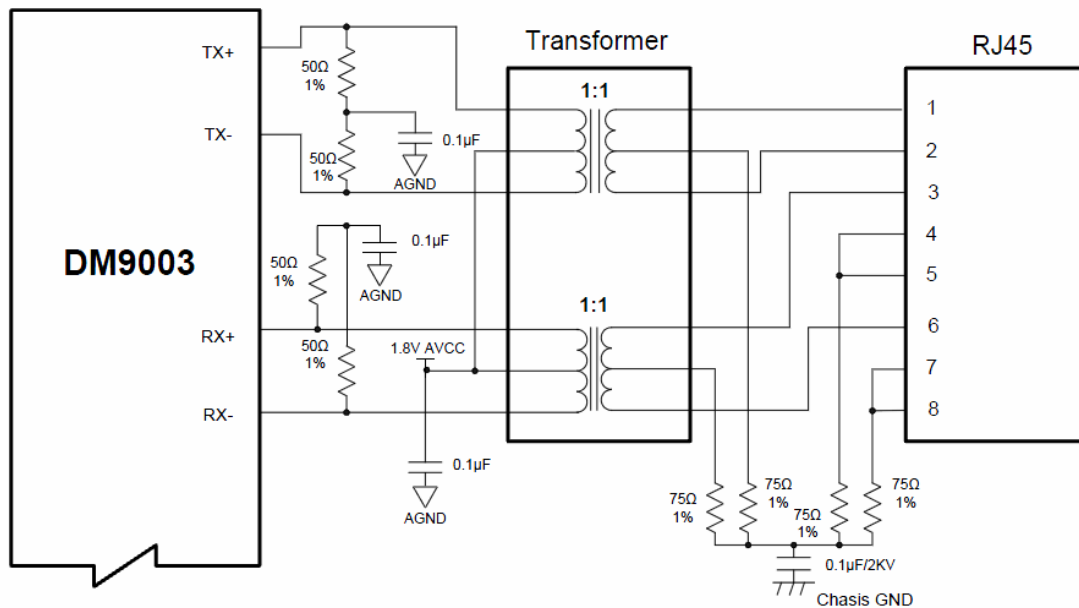 Transformer
RJ45
TX+
50Ω
1%
1:1
1
TX-
0.1µF
2
50Ω
1%
AGND
3
4
DM9003
0.1µF
50Ω
1%
5
AGND
1:1
6
RX+
50Ω
1%
1.8V AVCC
7
RX-
8
0.1µF
75Ω
1%
75Ω
1%
75Ω
1%
75Ω
1%
AGND
0.1µF/2KV
Chasis GND